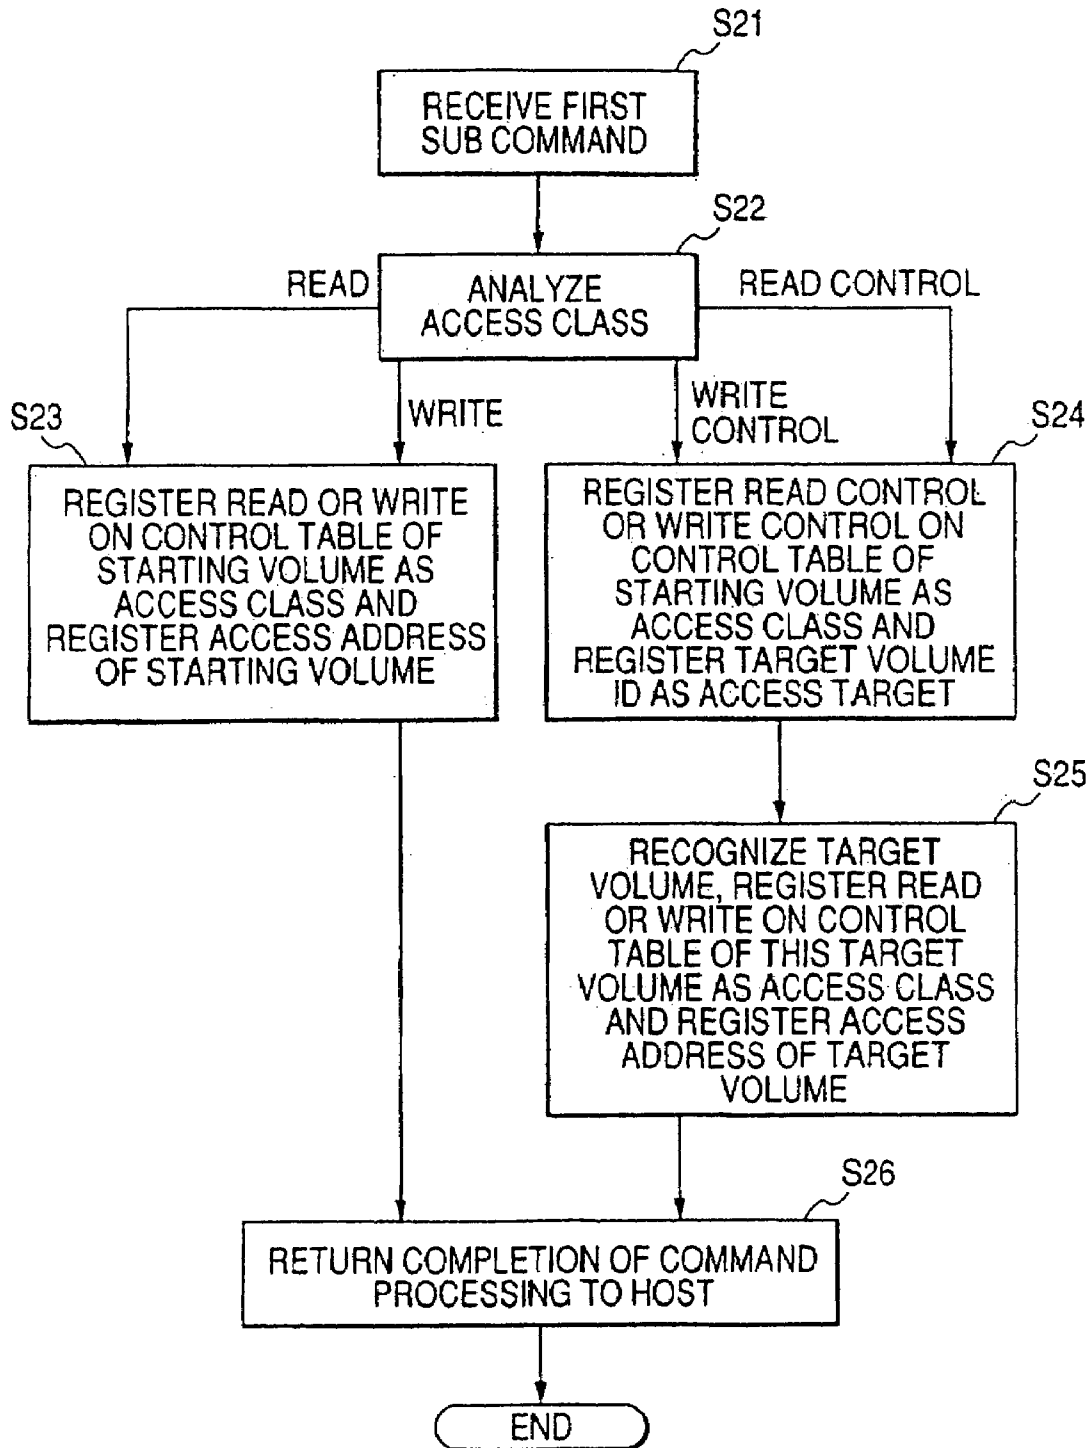 S21
RECEIVE FIRST
SUB COMMAND
S22
READ
ANALYZE
ACCESS CLASS
READ CONTROL
WRITE
WRITE
CONTROL
S23
REGISTER READ OR WRITE
ON CONTROL TABLE OF
STARTING VOLUME AS
ACCESS CLASS AND
REGISTER ACCESS ADDRESS
OF STARTING VOLUME
S24
REGISTER READ CONTROL
OR WRITE CONTROL ON
CONTROL TABLE OF
STARTING VOLUME AS
ACCESS CLASS AND
REGISTER TARGET VOLUME
ID AS ACCESS TARGET
S25
RECOGNIZE TARGET
VOLUME, REGISTER READ
OR WRITE ON CONTROL
TABLE OF THIS TARGET
VOLUME AS ACCESS CLASS
AND REGISTER ACCESS
ADDRESS OF TARGET
VOLUME
S26
RETURN COMPLETION OF COMMAND
PROCESSING TO HOST
END